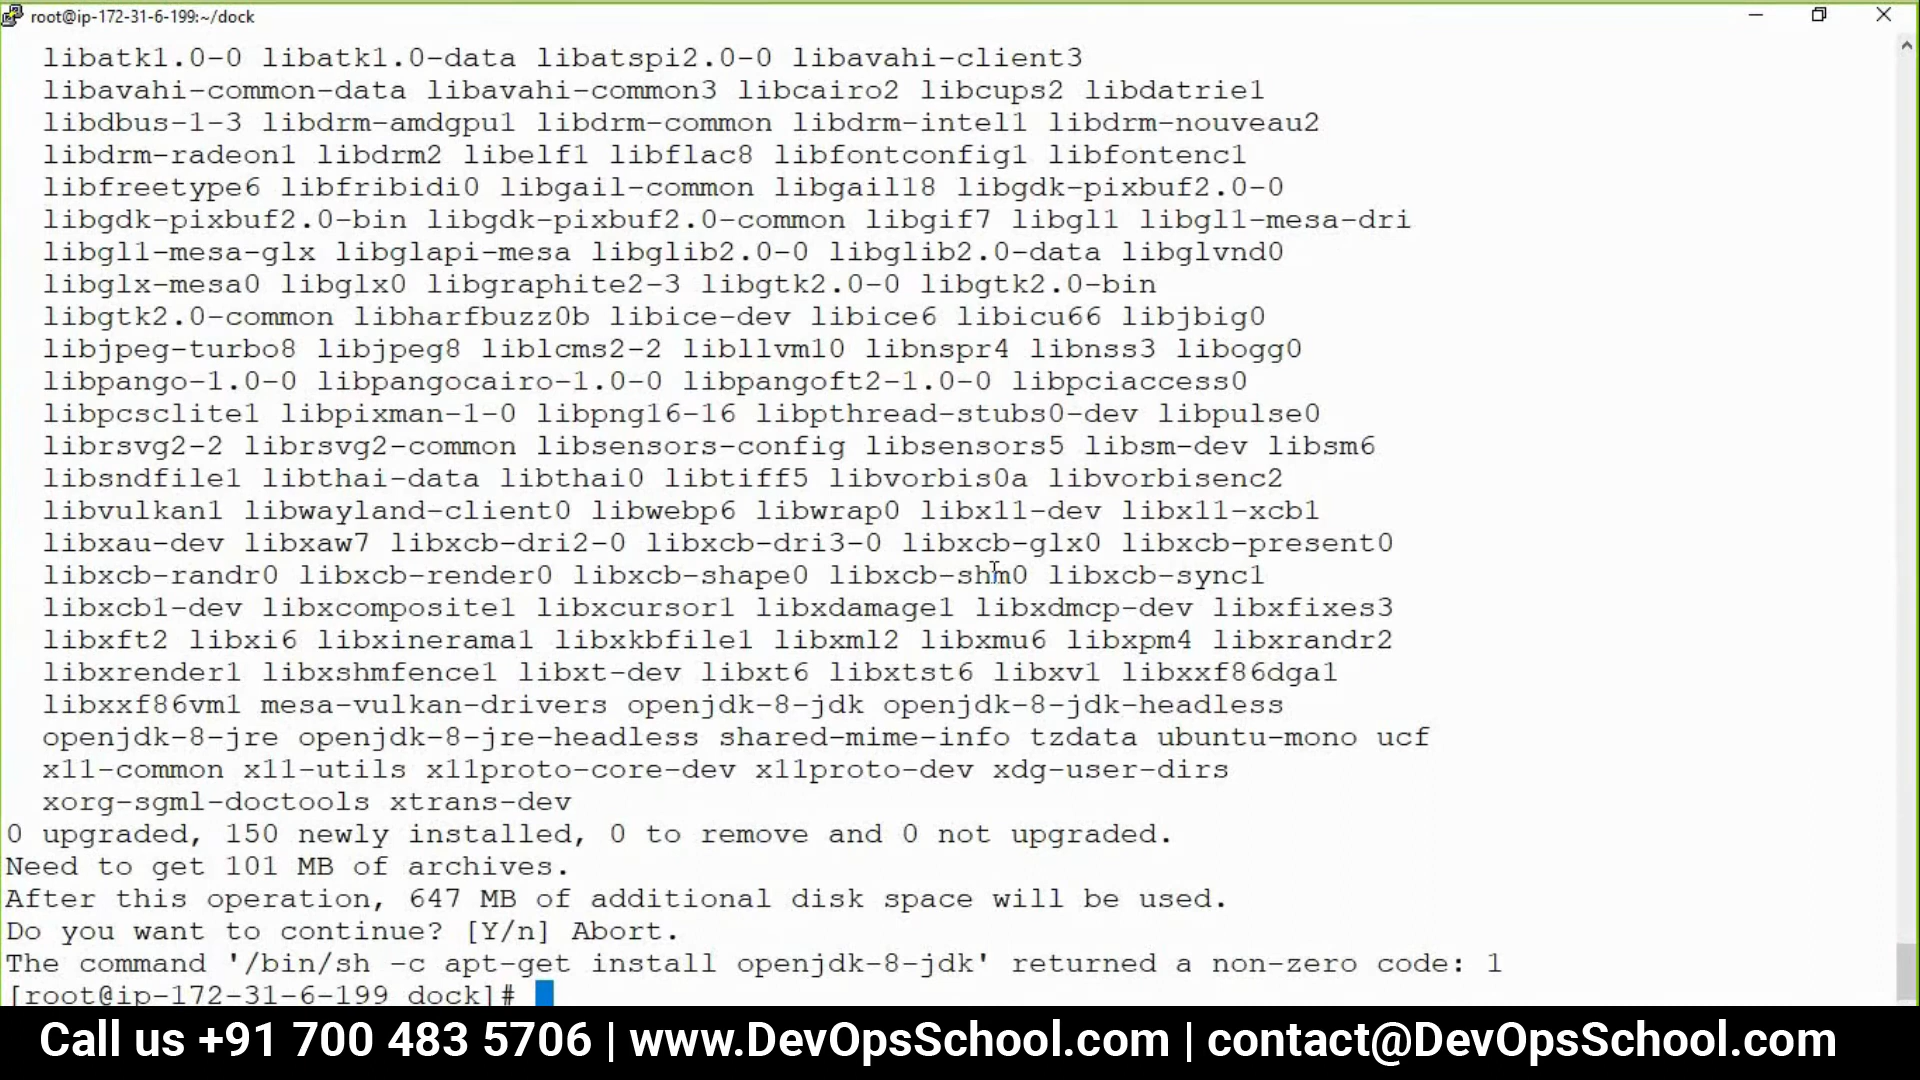 root@ip-172-31-6-199:~/dock
libatk1.0-0 libatk1.0-data libatspi2.0-0 libavahi-client3
libavahi-common-data libavahi-common3 libcairo2 libcups2 libdatrie1
libdbus-1-3 libdrm-amdgpu1 libdrm-common libdrm-intel1 libdrm-nouveau2
libdrm-radeon1 libdrm2 libelf1 libflac8 libfontconfig1 libfontenc1
libfreetype6 libfribidi0 libgail-common libgail18 libgdk-pixbuf2.0-0
libgdk-pixbuf2.0-bin libgdk-pixbuf2.0-common libgif7 libgl1 libgl1-mesa-dri
libgl1-mesa-glx libglapi-mesa libglib2.0-0 libglib2.0-data libglvnd0
libglx-mesa0 libglx0 libgraphite2-3 libgtk2.0-0 libgtk2.0-bin
libgtk2.0-common libharfbuzz0b libice-dev libice6 libicu66 libjbig0
libjpeg-turbo8 libjpeg8 liblcms2-2 libllvm10 libnspr4 libnss3 libogg0
libpango-1.0-0 libpangocairo-1.0-0 libpangoft2-1.0-0 libpciaccess0
libpcsclite1 libpixman-1-0 libpng16-16 libpthread-stubs0-dev libpulse0
librsvg2-2 librsvg2-common libsensors-config libsensors5 libsm-dev libsm6
libsndfile1 libthai-data libthai0 libtiff5 libvorbis0a libvorbisenc2
libvulkan1 libwayland-client0 libwebp6 libwrap0 libx11-dev libx11-xcb1
libxau-dev libxaw7 libxcb-dri2-0 libxcb-dri3-0 libxcb-glx0 libxcb-present0
libxcb-randr0 libxcb-render0 libxcb-shape0 libxcb-shm0 libxcb-sync1
libxcb1-dev libxcomposite1 libxcursor1 libxdamage1 libxdmcp-dev libxfixes3
libxft2 libxi6 libxinerama1 libxkbfile1 libxml2 libxmu6 libxpm4 libxrandr2
libxrender1 libxshmfence1 libxt-dev libxt6 libxtst6 libxv1 libxxf86dga1
libxxf86vm1 mesa-vulkan-drivers openjdk-8-jdk openjdk-8-jdk-headless
openjdk-8-jre openjdk-8-jre-headless shared-mime-info tzdata ubuntu-mono ucf
x11-common x11-utils x11proto-core-dev x11proto-dev xdg-user-dirs
xorg-sgml-doctools xtrans-dev
0 upgraded, 150 newly installed, 0 to remove and 0 not upgraded.
Need to get 101 MB of archives.
After this operation, 647 MB of additional disk space will be used.
Do you want to continue? [Y/n] Abort.
The command '/bin/sh -c apt-get install openjdk-8-jdk' returned a non-zero code: 1
[root@ip-172-31-6-199 dock]#
Call us +91 700 483 5706 | www.DevOpsSchool.com | contact@DevOpsSchool.com